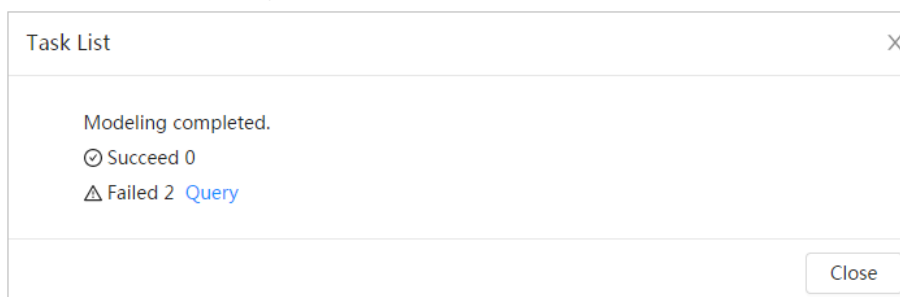 Task List
Modeling completed.
Succeed 0
Failed 2 Query
Close